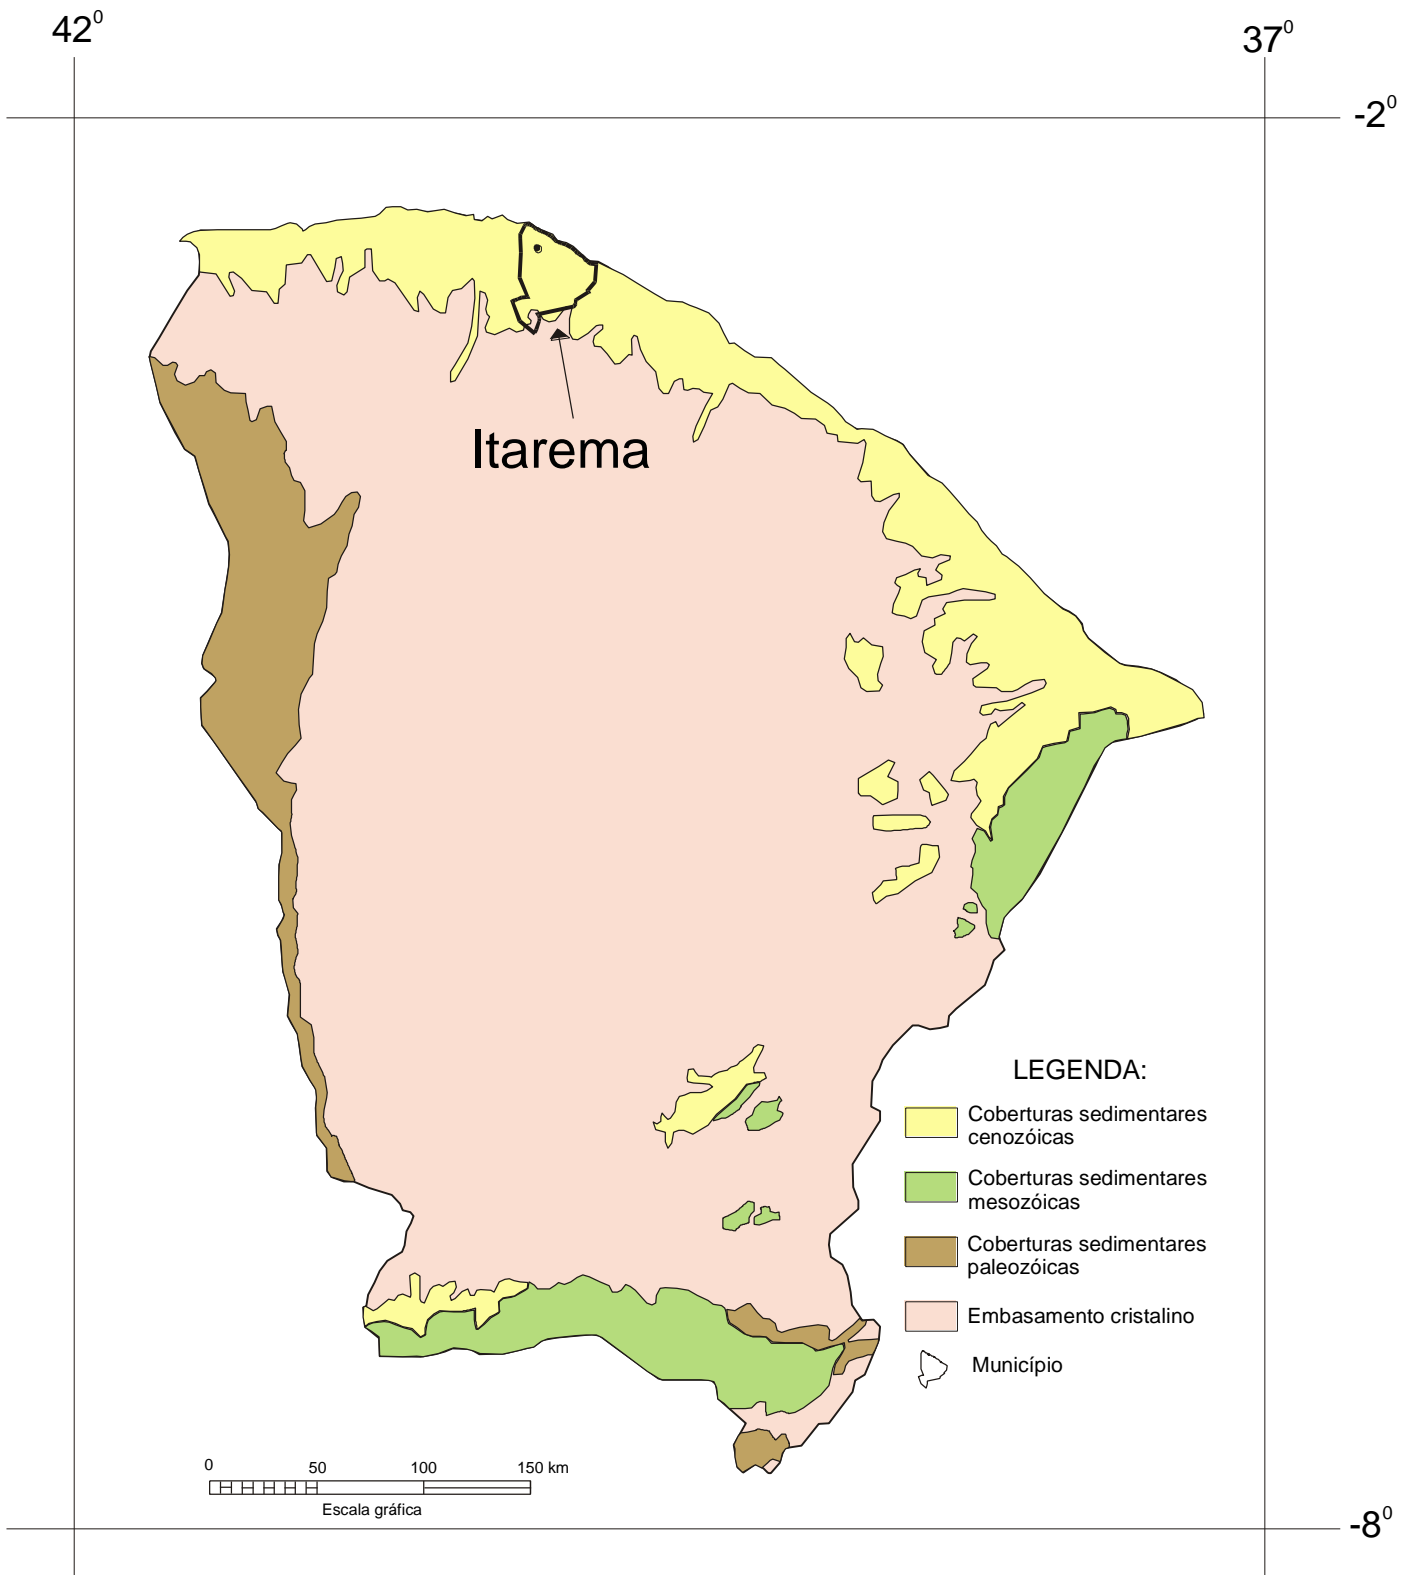 42⁰
37⁰
-2⁰
Itarema
LEGENDA:
Coberturas sedimentares
cenozóicas
Coberturas sedimentares
mesozóicas
Coberturas sedimentares
paleozóicas
Embasamento cristalino
Município
0 50 100 150 km
Escala gráfica
-8⁰